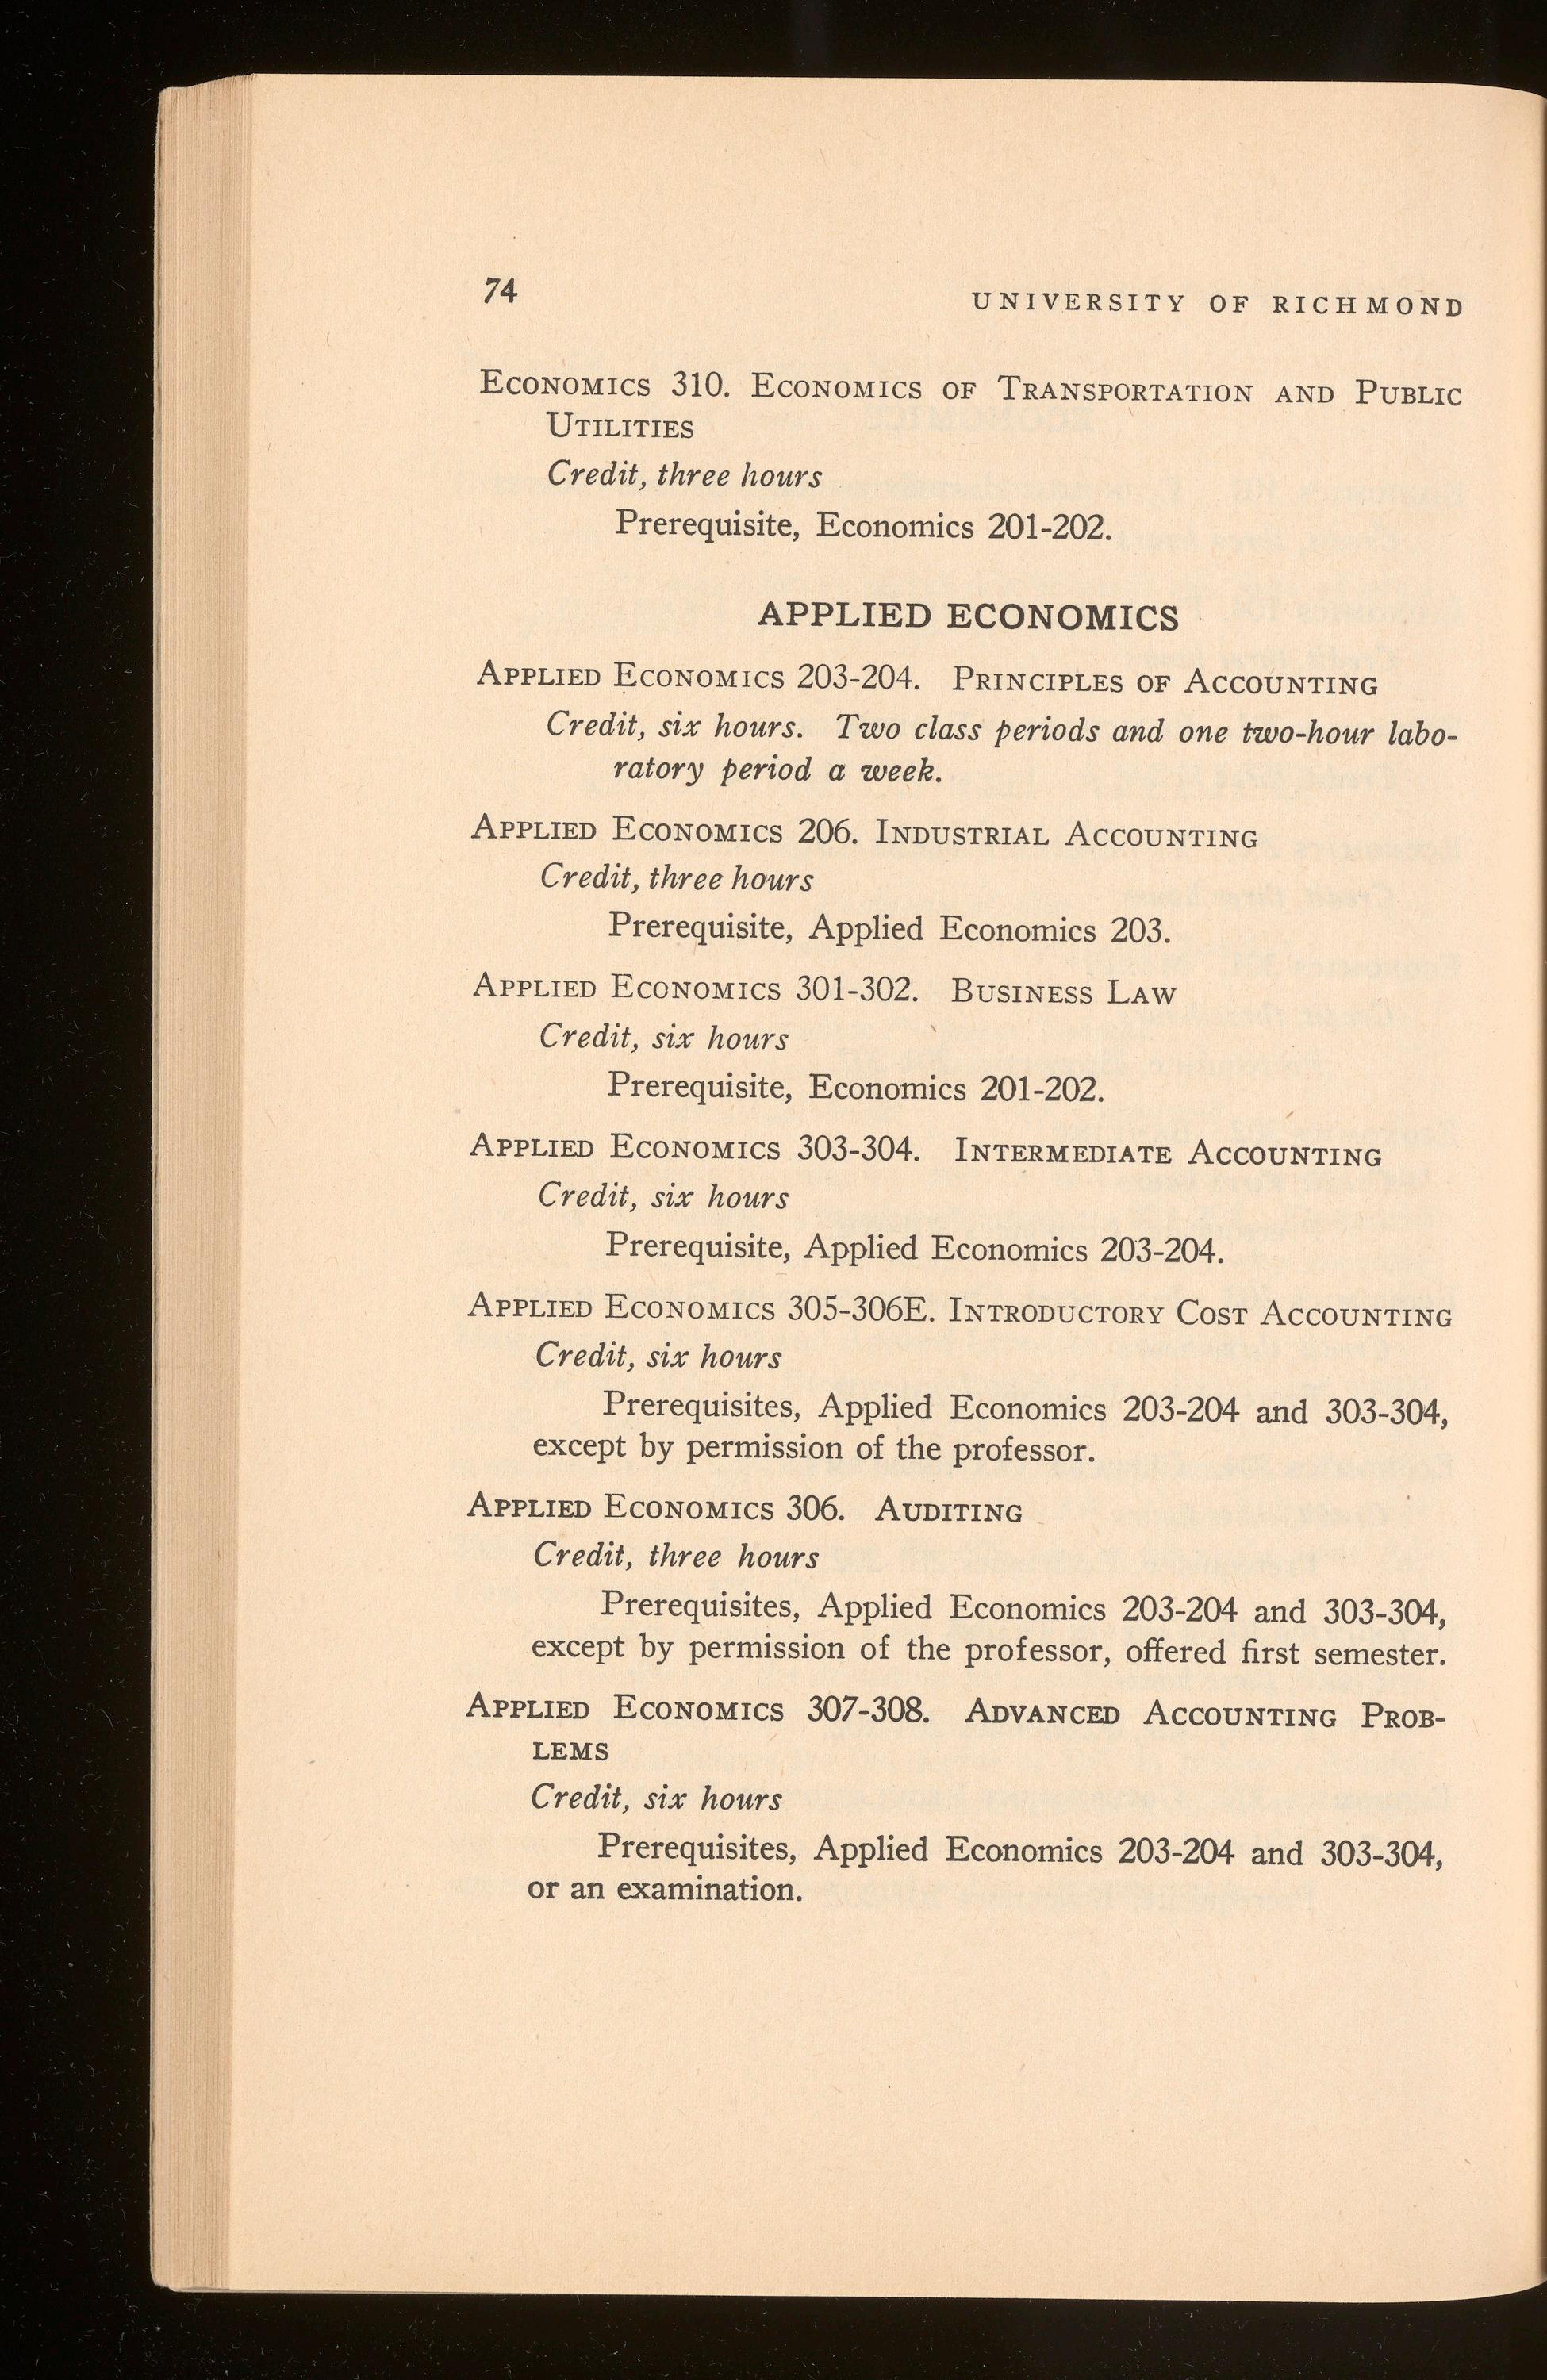 74
UNIVERSITY OF RICHMOND
ECONOMICS 310. ECONOMICS OF TRANSPORTATION AND PUBLIC
UTILITIES
Credit, three hours
Prerequisite, Economics 201-202.
APPLIED ECONOMICS
APPLIED ECONOMICS 203-204. PRINCIPLES OF ACCOUNTING
Credit, six hours. Two class periods and one two-hour labo-
ratory period a week.
APPLIED ECONOMICS 206. INDUSTRIAL ACCOUNTING
Credit, three hours
Prerequisite, Applied Economics 203.
APPLIED ECONOMICS 301-302. BUSINESS LAW
Credit, six hours
Prerequisite, Economics 201-202.
APPLIED ECONOMICS 303-304. INTERMEDIATE ACCOUNTING
Credit, six hours
Prerequisite, Applied Economics 203-204.
APPLIED ECONOMICS 305-306E. INTRODUCTORY COST ACCOUNTING
Credit, six hours
Prerequisites, Applied Economics 203-204 and 303-304,
except by permission of the professor.
APPLIED ECONOMICS 306. AUDITING
Credit, three hours
Prerequisites, Applied Economics 203-204 and 303-304,
except by permission of the professor, offered first semester.
APPLIED ECONOMICS 307-308. ADVANCED ACCOUNTING PROB-
LEMS
Credit, six hours
Prerequisites, Applied Economics 203-204 and 303-304,
or an examination.